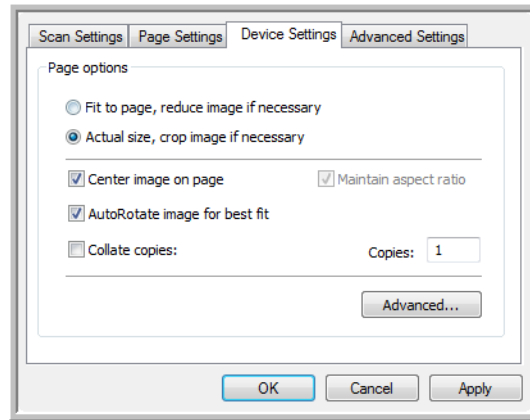 Scan Settings Page Settings Device Settings Advanced Settings
Page options
Fit to page, reduce image if necessary
Actual size, crop image if necessary
Center image on page Maintain aspect ratio
AutoRotate image for best fit
Collate copies: Copies: 1
Advanced...
OK Cancel Apply